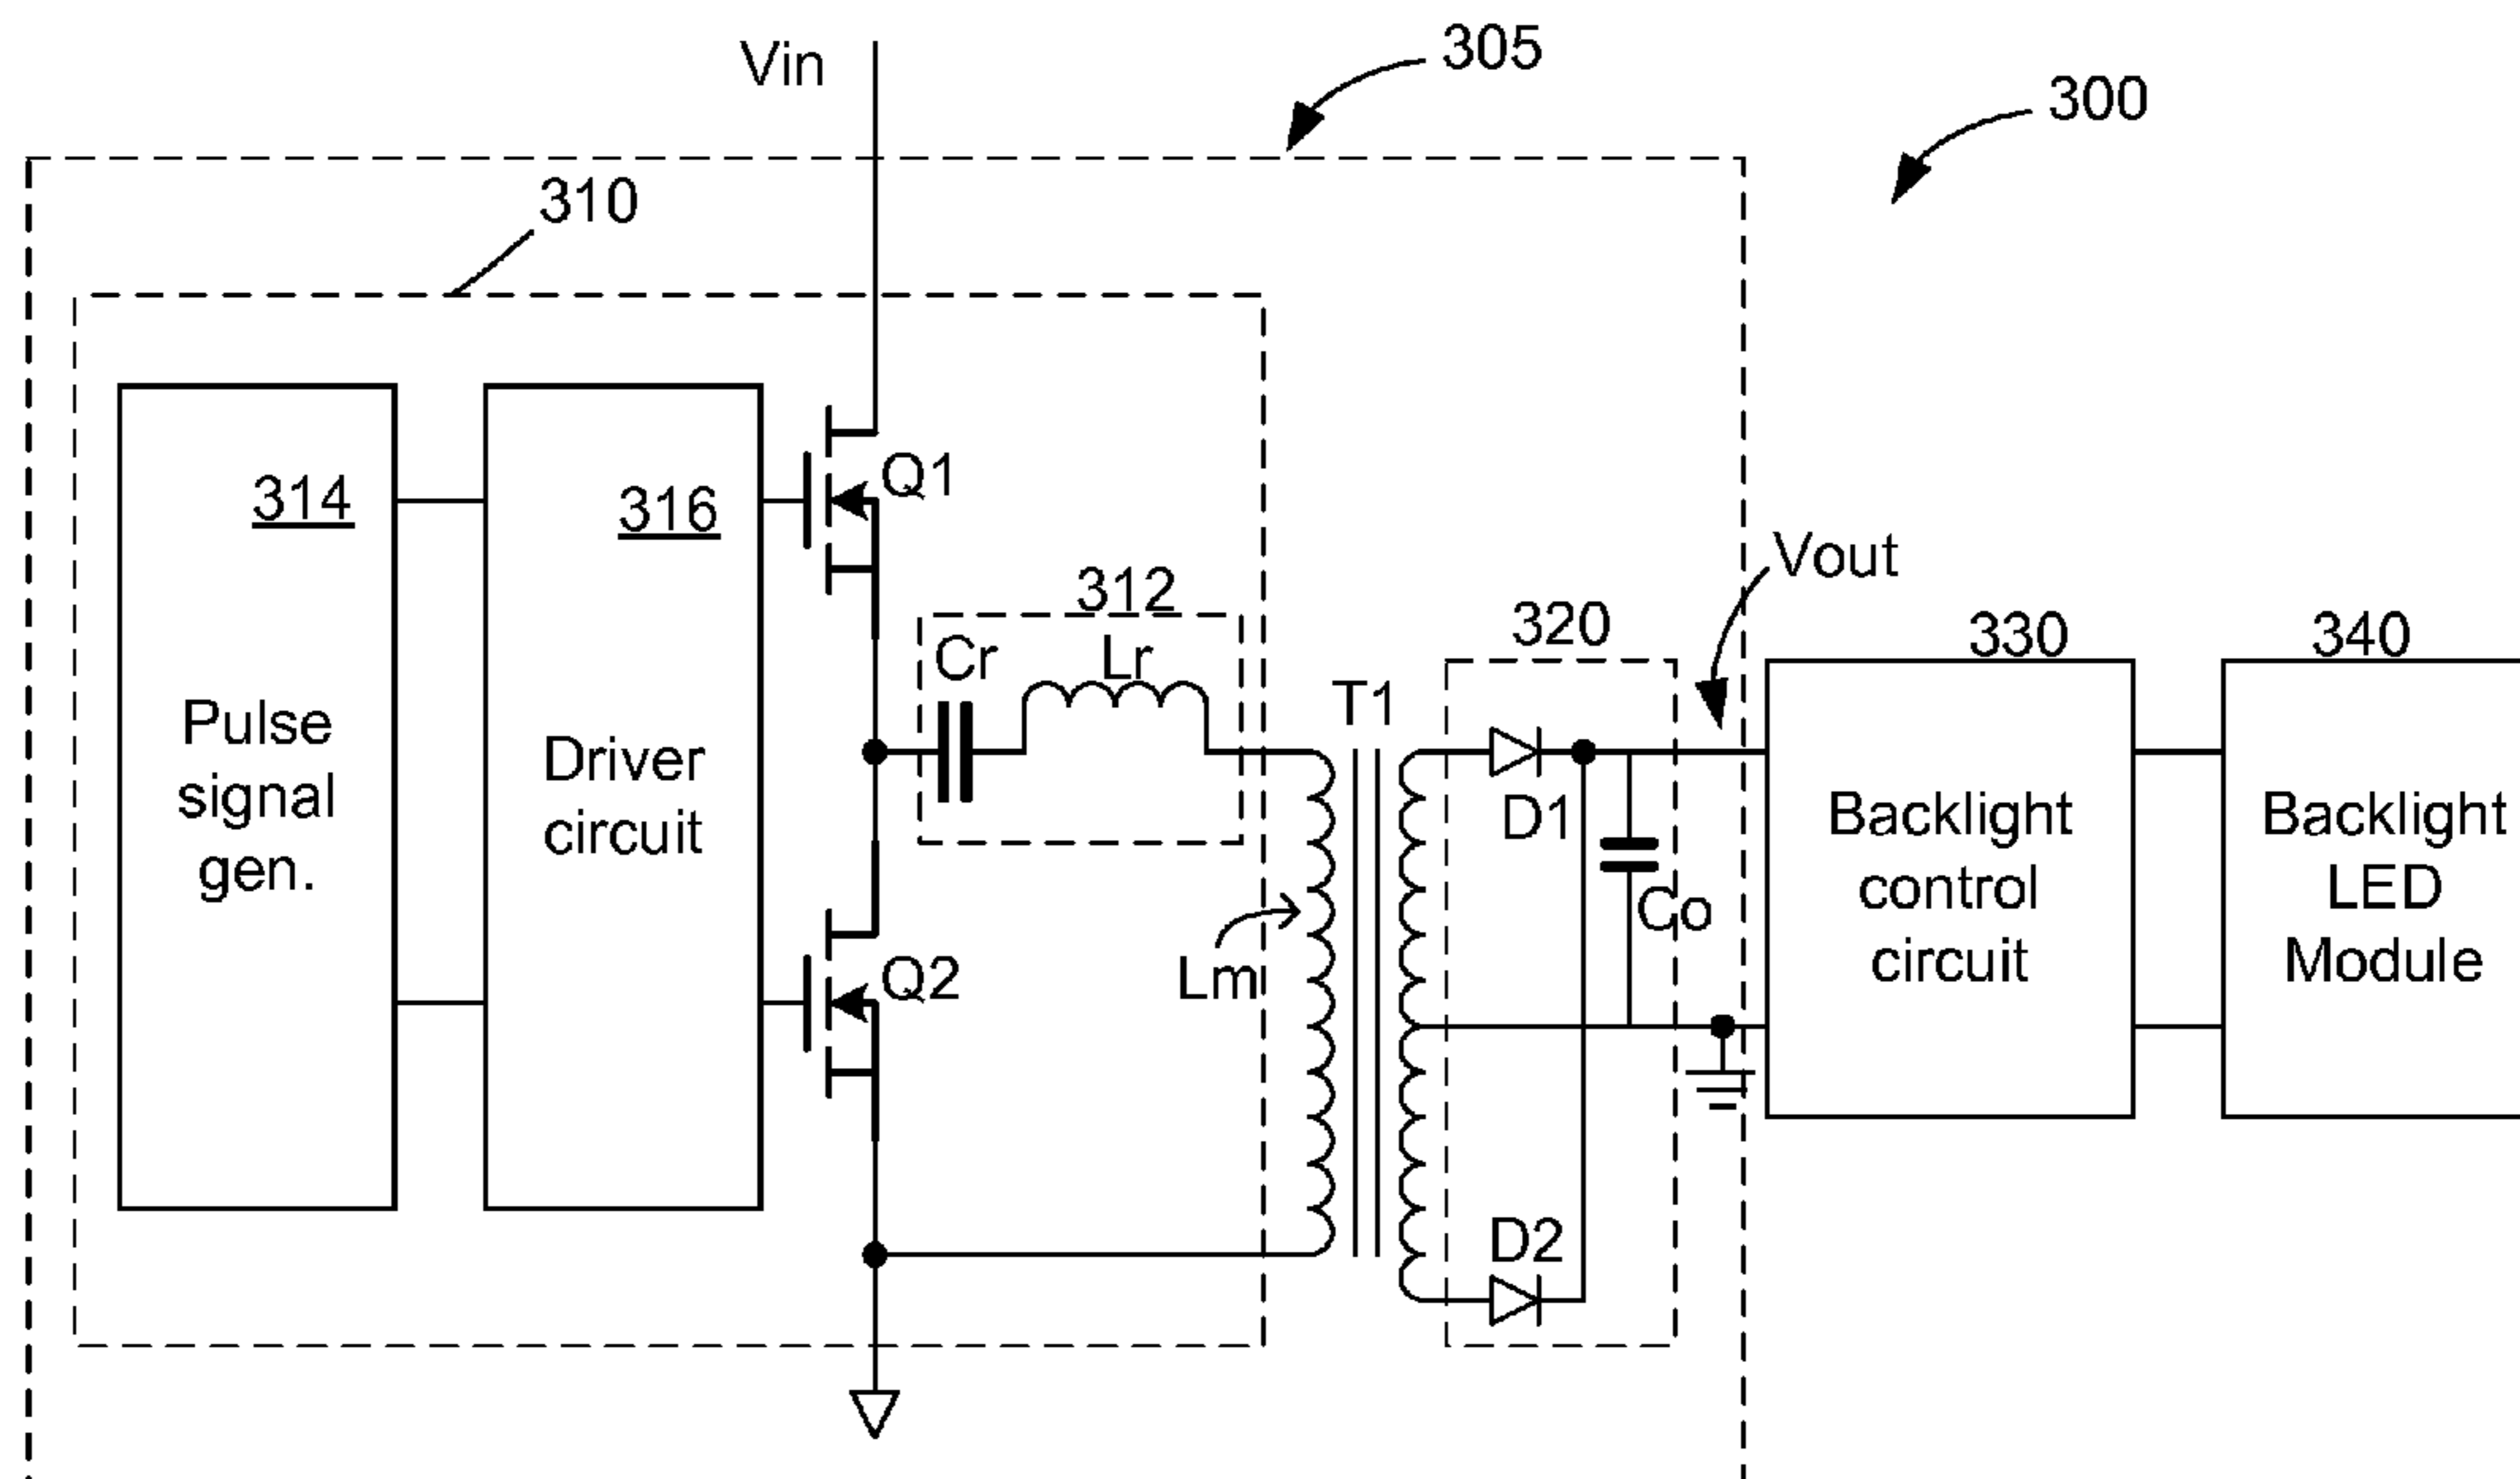 Vin
305
300
310
314
Pulse
signal
gen.
316
Driver
circuit
Q1
Q2
312
Cr
Lr
Lm
T1
320
D1
Co
D2
Vout
330
Backlight
control
circuit
340
Backlight
LED
Module